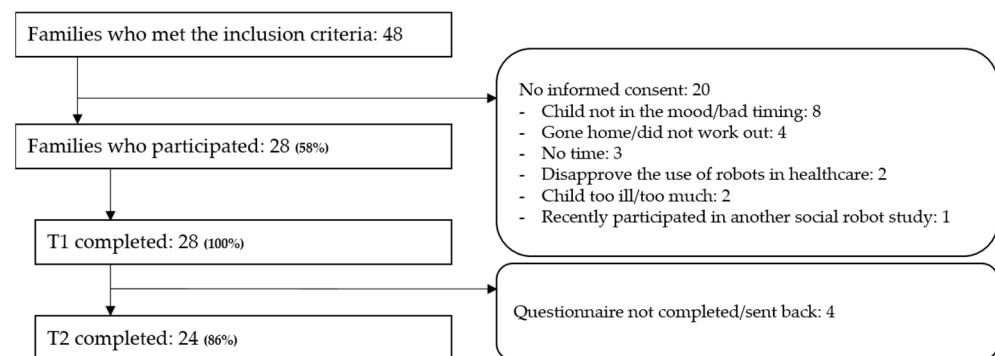 Families who met the inclusion criteria: 48
No informed consent: 20
- Child not in the mood/bad timing: 8
- Gone home/did not work out: 4
- No time: 3
- Disapprove the use of robots in healthcare: 2
- Child too ill/too much: 2
- Recently participated in another social robot study: 1
Families who participated: 28 (58%)
T1 completed: 28 (100%)
Questionnaire not completed/sent back: 4
T2 completed: 24 (86%)